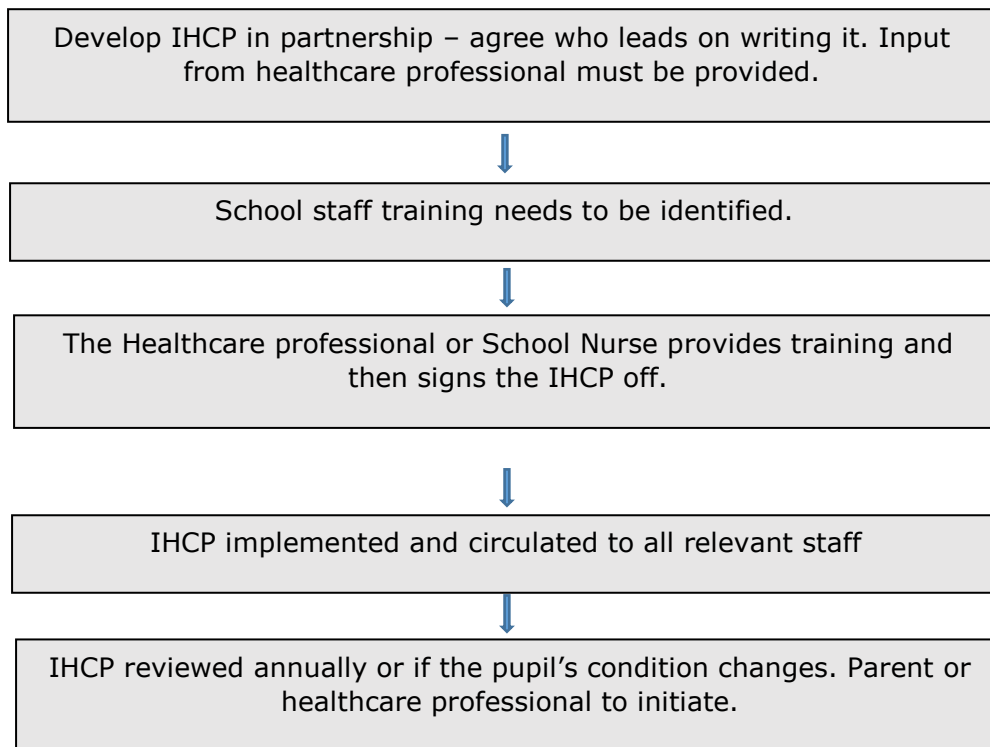 Develop IHCP in partnership – agree who leads on writing it. Input
from healthcare professional must be provided.
School staff training needs to be identified.
The Healthcare professional or School Nurse provides training and
then signs the IHCP off.
IHCP implemented and circulated to all relevant staff
IHCP reviewed annually or if the pupil’s condition changes. Parent or
healthcare professional to initiate.